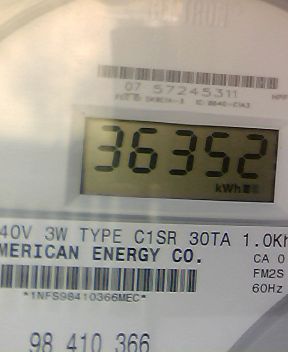 07 57245311
36352
kWh
40V 3W TYPE C1SR 30TA 1.0Kh
MERICAN ENERGY CO.
CA 0
FM2S
60Hz
*1NFS98410366MEC*
98 410 366